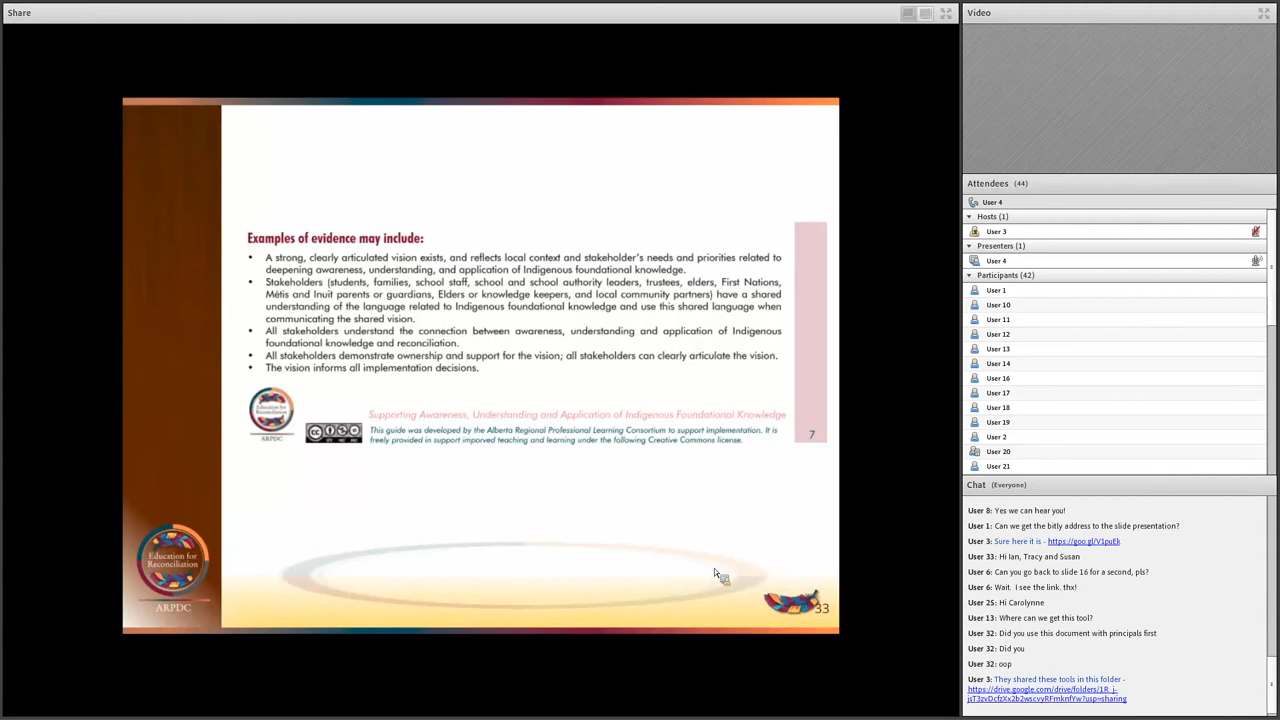 Share
Examples of evidence may include:
• A strong, clearly articulated vision exists, and reflects local context and stakeholder's needs and priorities related to
deepening awareness, understanding, and application of Indigenous foundational knowledge.
• Stakeholders (students, families, school staff, school and school authority leaders, trustees, elders, First Nations,
Métis and Inuit parents or guardians, Elders or knowledge keepers, and local community partners) have a shared
understanding of the language related to Indigenous foundational knowledge and use this shared language when
communicating the shared vision.
• All stakeholders understand the connection between awareness, understanding and application of Indigenous
foundational knowledge and reconciliation.
• All stakeholders demonstrate ownership and support for the vision; all stakeholders can clearly articulate the vision.
• The vision informs all implementation decisions.
Education for
Reconciliation
ARPDC
Supporting Awareness, Understanding and Application of Indigenous Foundational Knowledge
This guide was developed by the Alberta Regional Professional Learning Consortium to support implementation. It is
freely provided in support imporved teaching and learning under the following Creative Commons license.
7
Education for
Reconciliation
ARPDC
33
Video
Attendees (44)
User 4
Hosts (1)
User 3
Presenters (1)
User 4
Participants (42)
User 1
User 10
User 11
User 12
User 13
User 14
User 16
User 17
User 18
User 19
User 2
User 20
User 21
Chat (Everyone)
User 8: Yes we can hear you!
User 1: Can we get the bitly address to the slide presentation?
User 3: Sure here it is - https://goo.gl/V1puEk
User 33: Hi Ian, Tracy and Susan
User 6: Can you go back to slide 16 for a second, pls?
User 6: Wait. I see the link. thx!
User 25: Hi Carolynne
User 13: Where can we get this tool?
User 32: Did you use this document with principals first
User 32: Did you
User 32: oop
User 3: They shared these tools in this folder -
https://drive.google.com/drive/folders/1R_j-
jsT3zvDcfzXx2b2wscvyRFmknfYw?usp=sharing